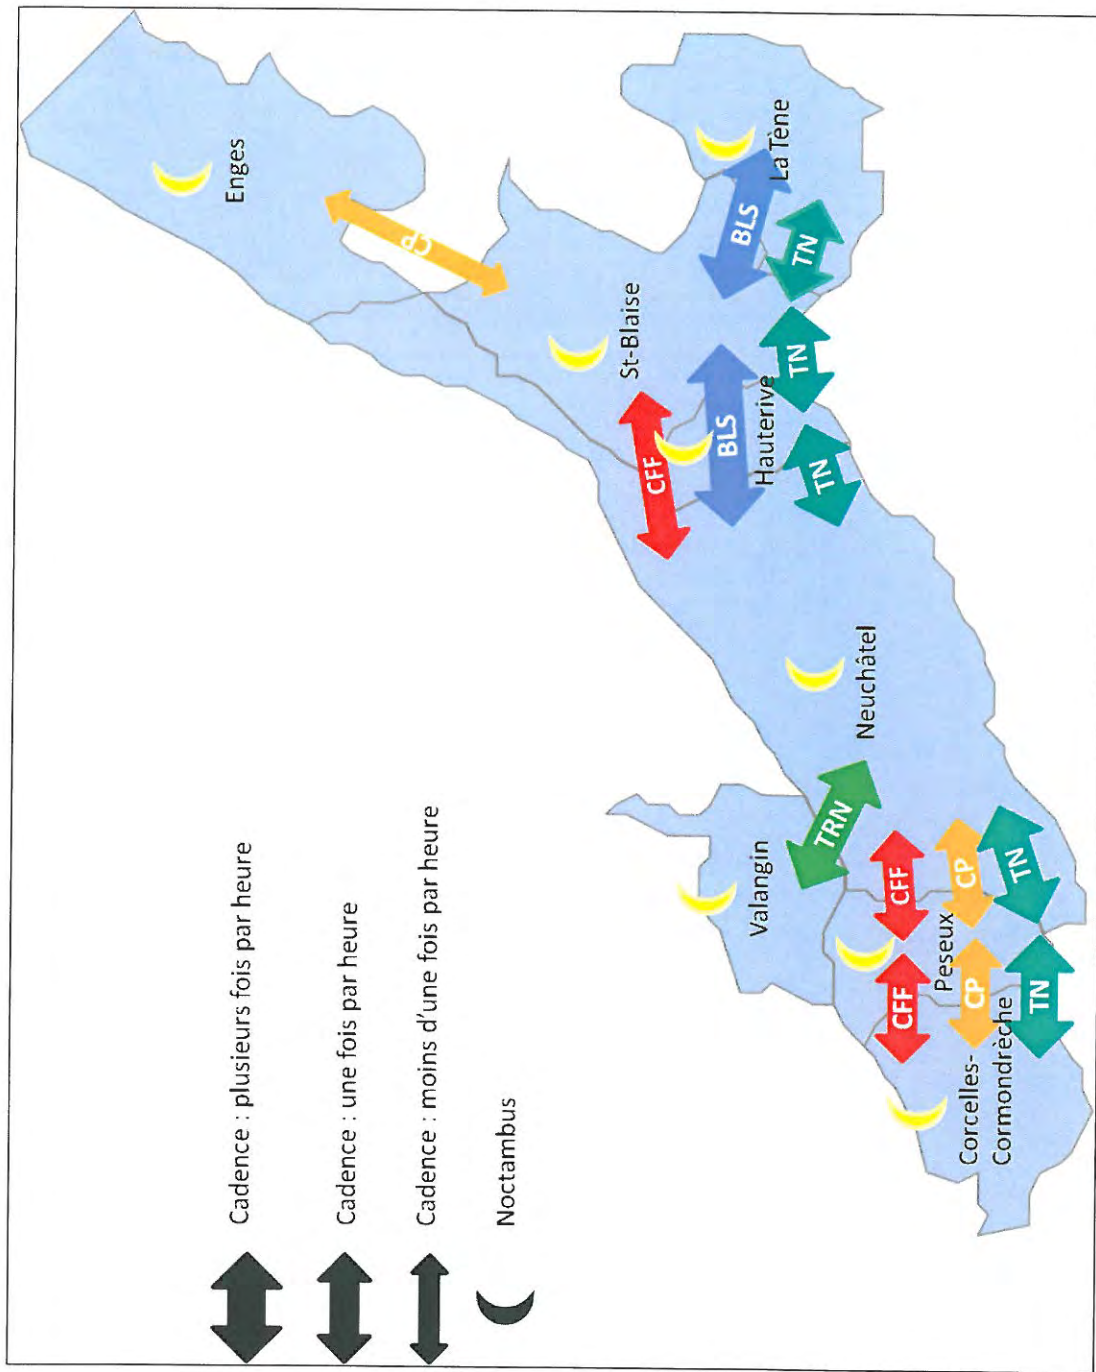 Cadence : plusieurs fois par heure
Cadence : une fois par heure
Cadence : moins d'une fois par heure
Noctambus
Enges
CP
St-Blaise
CFF
BLS
La Tène
BLS
Hauterive
TN
TN
TN
Valangin
TRN
Neuchâtel
CFF
CFF
Peseux
CP
CP
Corcelles-
Cormondrèche
TN
TN